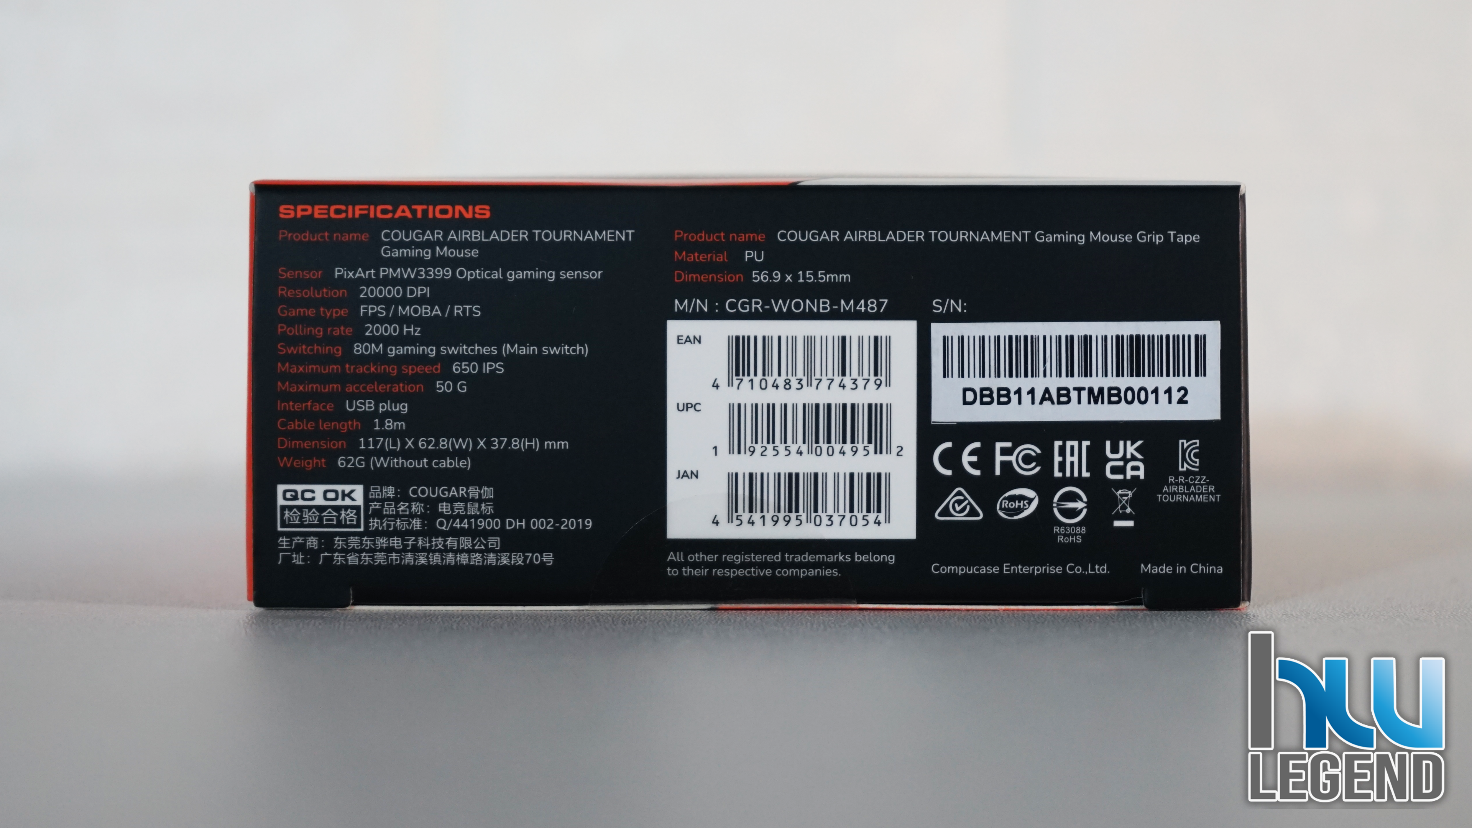 SPECIFICATIONS
Product name COUGAR AIRBLADER TOURNAMENT
Gaming Mouse
Sensor PixArt PMW3399 Optical gaming sensor
Resolution 20000 DPI
Game type FPS / MOBA / RTS
Polling rate 2000 Hz
Switching 80M gaming switches (Main switch)
Maximum tracking speed 650 IPS
Maximum acceleration 50 G
Interface USB plug
Cable length 1.8m
Dimension 117(L) X 62.8(W) X 37.8(H) mm
Weight 62G (Without cable)
QC OK
检验合格
品牌：COUGAR骨伽
产品名称：电竞鼠标
执行标准：Q/441900 DH 002-2019
生产商：东莞东骅电子科技有限公司
厂址：广东省东莞市清溪镇清樟路清溪段70号
Product name COUGAR AIRBLADER TOURNAMENT Gaming Mouse Grip Tape
Material PU
Dimension 56.9 x 15.5mm
M/N : CGR-WONB-M487
EAN
4 710483 774379
UPC
1 92554 00495 2
JAN
4 541995 037054
All other registered trademarks belong
to their respective companies.
S/N:
DBB11ABTMB00112
CE FC EAC UK
CA
R-R-CZZ-
AIRBLADER
TOURNAMENT
RoHS
R63088
RoHS
Compucase Enterprise Co.,Ltd. Made in China
hw
LEGEND